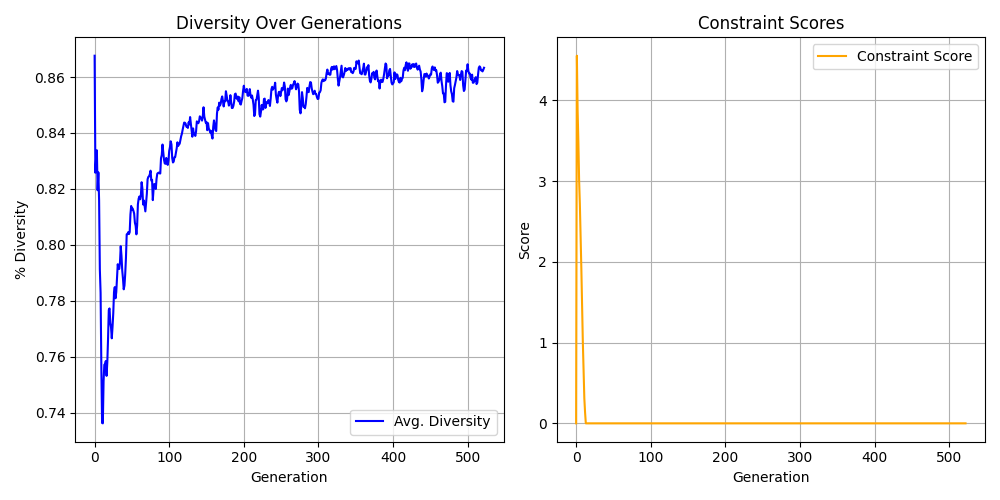 Diversity Over Generations
% Diversity
0.86
0.84
0.82
0.80
0.78
0.76
0.74
Avg. Diversity
0 100 200 300 400 500
Generation
Constraint Scores
Score
4
3
2
1
0
Constraint Score
0 100 200 300 400 500
Generation